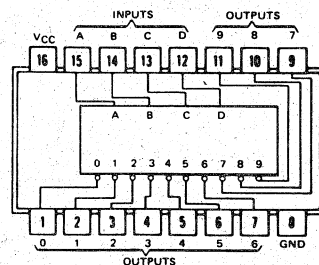 INPUTS OUTPUTS
VCC A B C D 9 8 7
16 15 14 13 12 11 10 9
A B C D
0 1 2 3 4 5 6 7 8 9
1 2 3 4 5 6 7 8
0 1 2 3 4 5 6 GND
OUTPUTS